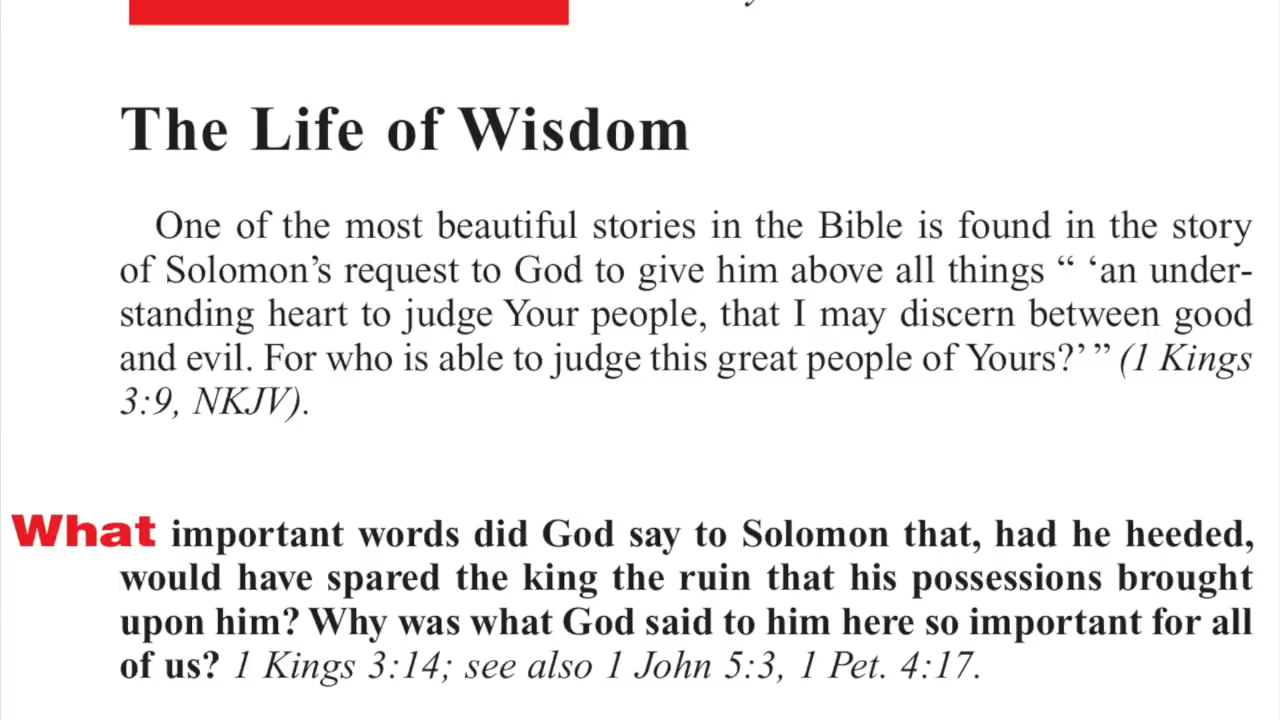 The Life of Wisdom
One of the most beautiful stories in the Bible is found in the story
of Solomon’s request to God to give him above all things “ ‘an under-
standing heart to judge Your people, that I may discern between good
and evil. For who is able to judge this great people of Yours?’ ” (1 Kings
3:9, NKJV).
What important words did God say to Solomon that, had he heeded,
would have spared the king the ruin that his possessions brought
upon him? Why was what God said to him here so important for all
of us? 1 Kings 3:14; see also 1 John 5:3, 1 Pet. 4:17.